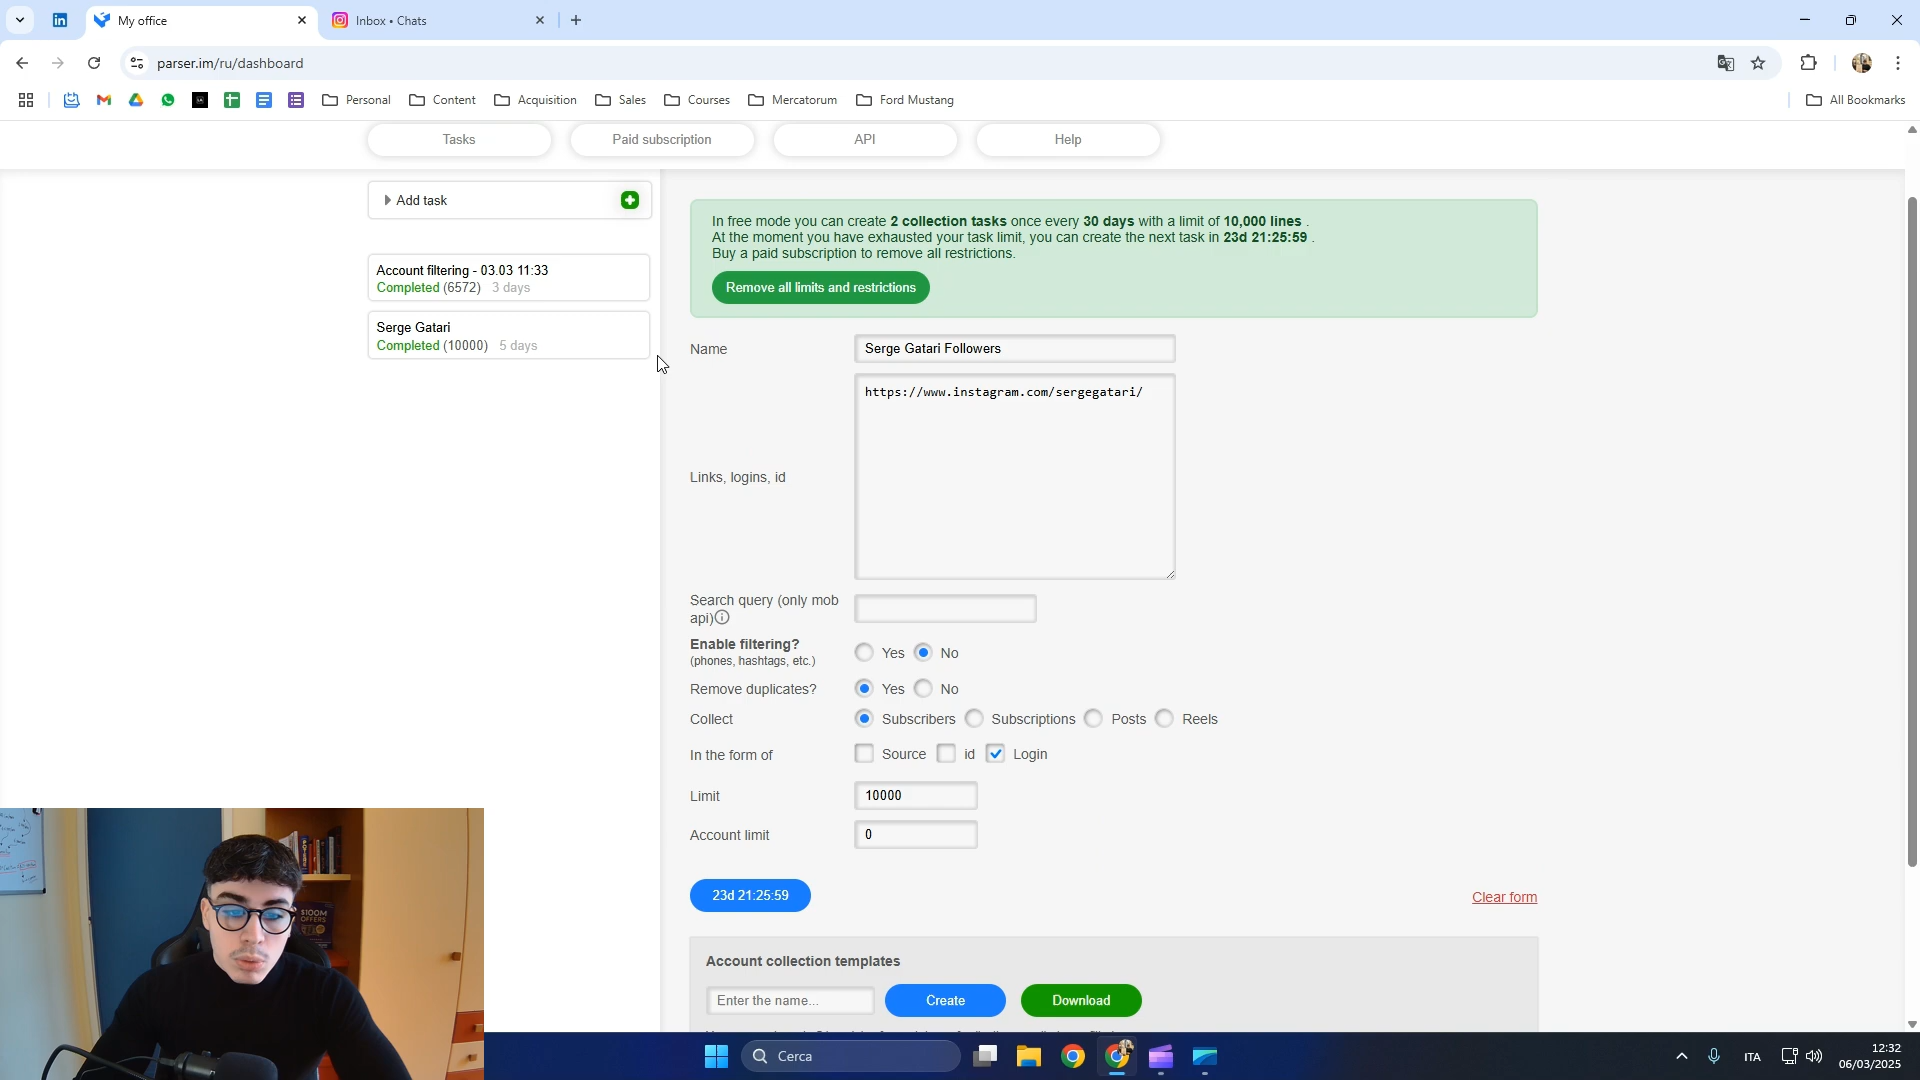 My office
Inbox • Chats
parser.im/ru/dashboard
Personal
Content
Acquisition
Sales
Courses
Mercatorum
Ford Mustang
All Bookmarks
Tasks
Paid subscription
API
Help
Add task
Account filtering - 03.03 11:33
Completed (6572) 3 days
Serge Gatari
Completed (10000) 5 days
In free mode you can create 2 collection tasks once every 30 days with a limit of 10,000 lines .
At the moment you have exhausted your task limit, you can create the next task in 23d 21:25:59 .
Buy a paid subscription to remove all restrictions.
Remove all limits and restrictions
Name
Serge Gatari Followers
Links, logins, id
https://www.instagram.com/sergegatari/
Search query (only mob
api)
Enable filtering?
(phones, hashtags, etc.)
Yes No
Remove duplicates?
Yes No
Collect
Subscribers Subscriptions Posts Reels
In the form of
Source id Login
Limit
10000
Account limit
0
23d 21:25:59
Clear form
Account collection templates
Enter the name...
Create
Download
$100M
OFFERS
Cerca
ITA
12:32
06/03/2025